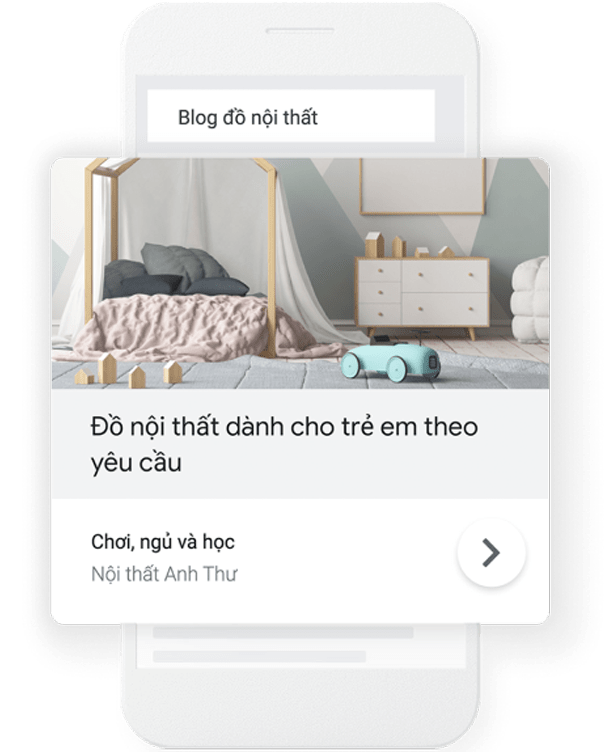 Blog đồ nội thất
Đồ nội thất dành cho trẻ em theo
yêu cầu
Chơi, ngủ và học
Nội thất Anh Thư